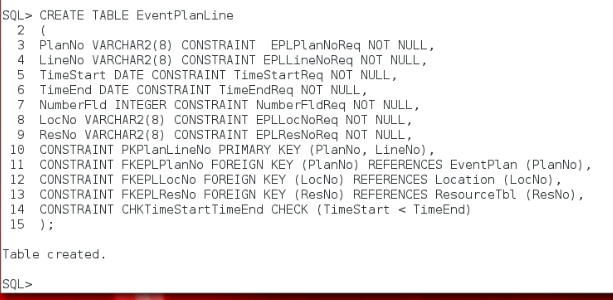 SQL> CREATE TABLE EventPlanLine
  2  (
  3  PlanNo VARCHAR2(8) CONSTRAINT  EPLPlanNoReq NOT NULL,
  4  LineNo VARCHAR2(8) CONSTRAINT EPLLineNoReq NOT NULL,
  5  TimeStart DATE CONSTRAINT TimeStartReq NOT NULL,
  6  TimeEnd DATE CONSTRAINT TimeEndReq NOT NULL,
  7  NumberFld INTEGER CONSTRAINT NumberFldReq NOT NULL,
  8  LocNo VARCHAR2(8) CONSTRAINT EPLLocNoReq NOT NULL,
  9  ResNo VARCHAR2(8) CONSTRAINT EPLResNoReq NOT NULL,
 10  CONSTRAINT PKPlanLineNo PRIMARY KEY (PlanNo, LineNo),
 11  CONSTRAINT FKEPLPlanNo FOREIGN KEY (PlanNo) REFERENCES EventPlan (PlanNo),
 12  CONSTRAINT FKEPLLocNo FOREIGN KEY (LocNo) REFERENCES Location (LocNo),
 13  CONSTRAINT FKEPLResNo FOREIGN KEY (ResNo) REFERENCES ResourceTbl (ResNo),
 14  CONSTRAINT CHKTimeStartTimeEnd CHECK (TimeStart < TimeEnd)
 15  );
Table created.
SQL>